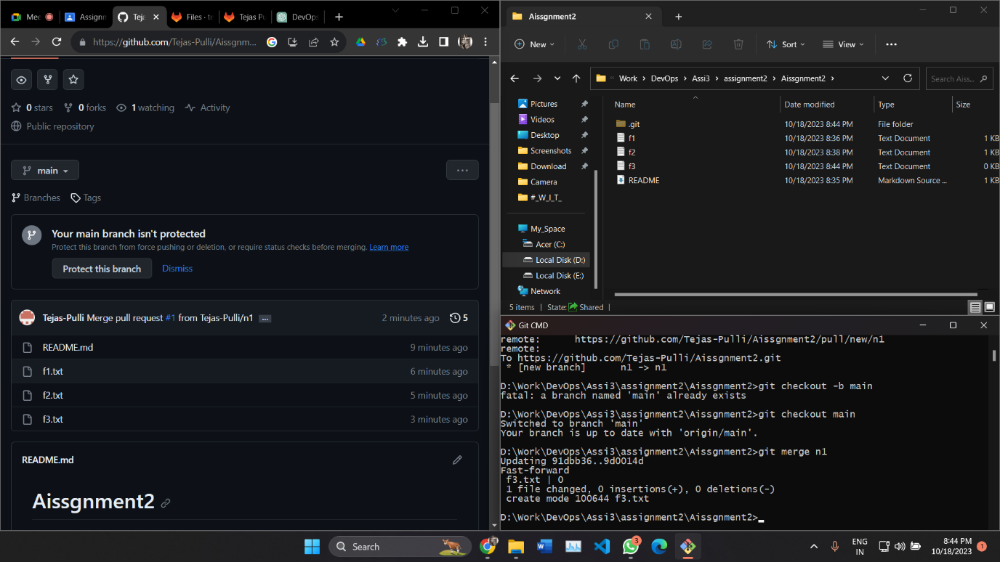 Mee
Assignm
Teja
Files · te
Tejas Pu
DevOps
https://github.com/Tejas-Pulli/Aissgnm...
0 stars
0 forks
1 watching
Activity
Public repository
main
Branches
Tags
Your main branch isn't protected
Protect this branch from force pushing or deletion, or require status checks before merging. Learn more
Protect this branch
Dismiss
Tejas-Pulli Merge pull request #1 from Tejas-Pulli/n1 ...
2 minutes ago
5
README.md
9 minutes ago
f1.txt
6 minutes ago
f2.txt
5 minutes ago
f3.txt
3 minutes ago
README.md
Aissgnment2
Aissgnment2
New
Sort
View
Work > DevOps > Assi3 > assignment2 > Aissgnment2 >
Search Aiss...
Pictures
Videos
Desktop
Screenshots
Download
Camera
#_W_I_T_
My_Space
Acer (C:)
Local Disk (D:)
Local Disk (E:)
Network
Name
Date modified
Type
Size
.git
10/18/2023 8:44 PM
File folder
f1
10/18/2023 8:36 PM
Text Document
1 KB
f2
10/18/2023 8:38 PM
Text Document
1 KB
f3
10/18/2023 8:44 PM
Text Document
0 KB
README
10/18/2023 8:35 PM
Markdown Source ...
1 KB
5 items
State: Shared
Git CMD
remote:      https://github.com/Tejas-Pulli/Aissgnment2/pull/new/n1
remote:
To https://github.com/Tejas-Pulli/Aissgnment2.git
 * [new branch]      n1 -> n1
D:\Work\DevOps\Assi3\assignment2\Aissgnment2>git checkout -b main
fatal: a branch named 'main' already exists
D:\Work\DevOps\Assi3\assignment2\Aissgnment2>git checkout main
Switched to branch 'main'
Your branch is up to date with 'origin/main'.
D:\Work\DevOps\Assi3\assignment2\Aissgnment2>git merge n1
Updating 91dbb36..9d0014d
Fast-forward
 f3.txt | 0
 1 file changed, 0 insertions(+), 0 deletions(-)
 create mode 100644 f3.txt
D:\Work\DevOps\Assi3\assignment2\Aissgnment2>
Search
3
ENG
IN
8:44 PM
10/18/2023
1